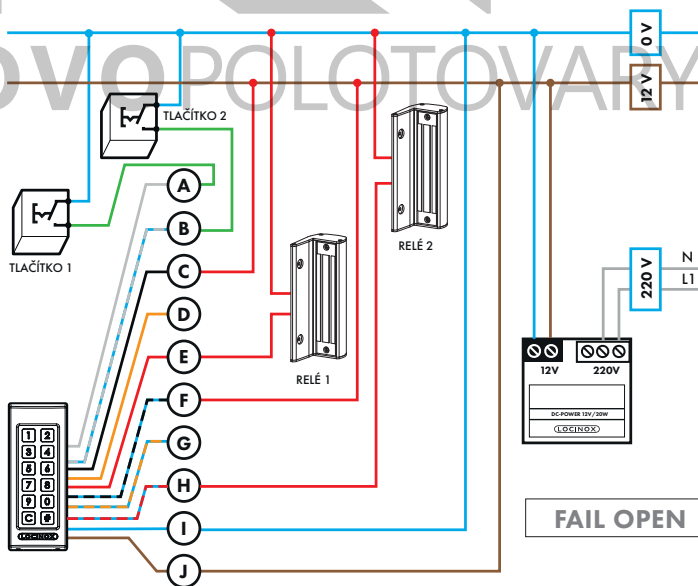 0 V
OVOPOLOTOVARY
12 V
TLAČÍTKO 2
A
B
TLAČÍTKO 1
RELÉ 2
C
N
220 V
L1
D
E
RELÉ 1
12V 220V
F
DC-POWER 12V/20W
LOCINOX
1 2
3 4
5 6
7 8
9 0
C #
LOCINOX
G
H
FAIL OPEN
I
J